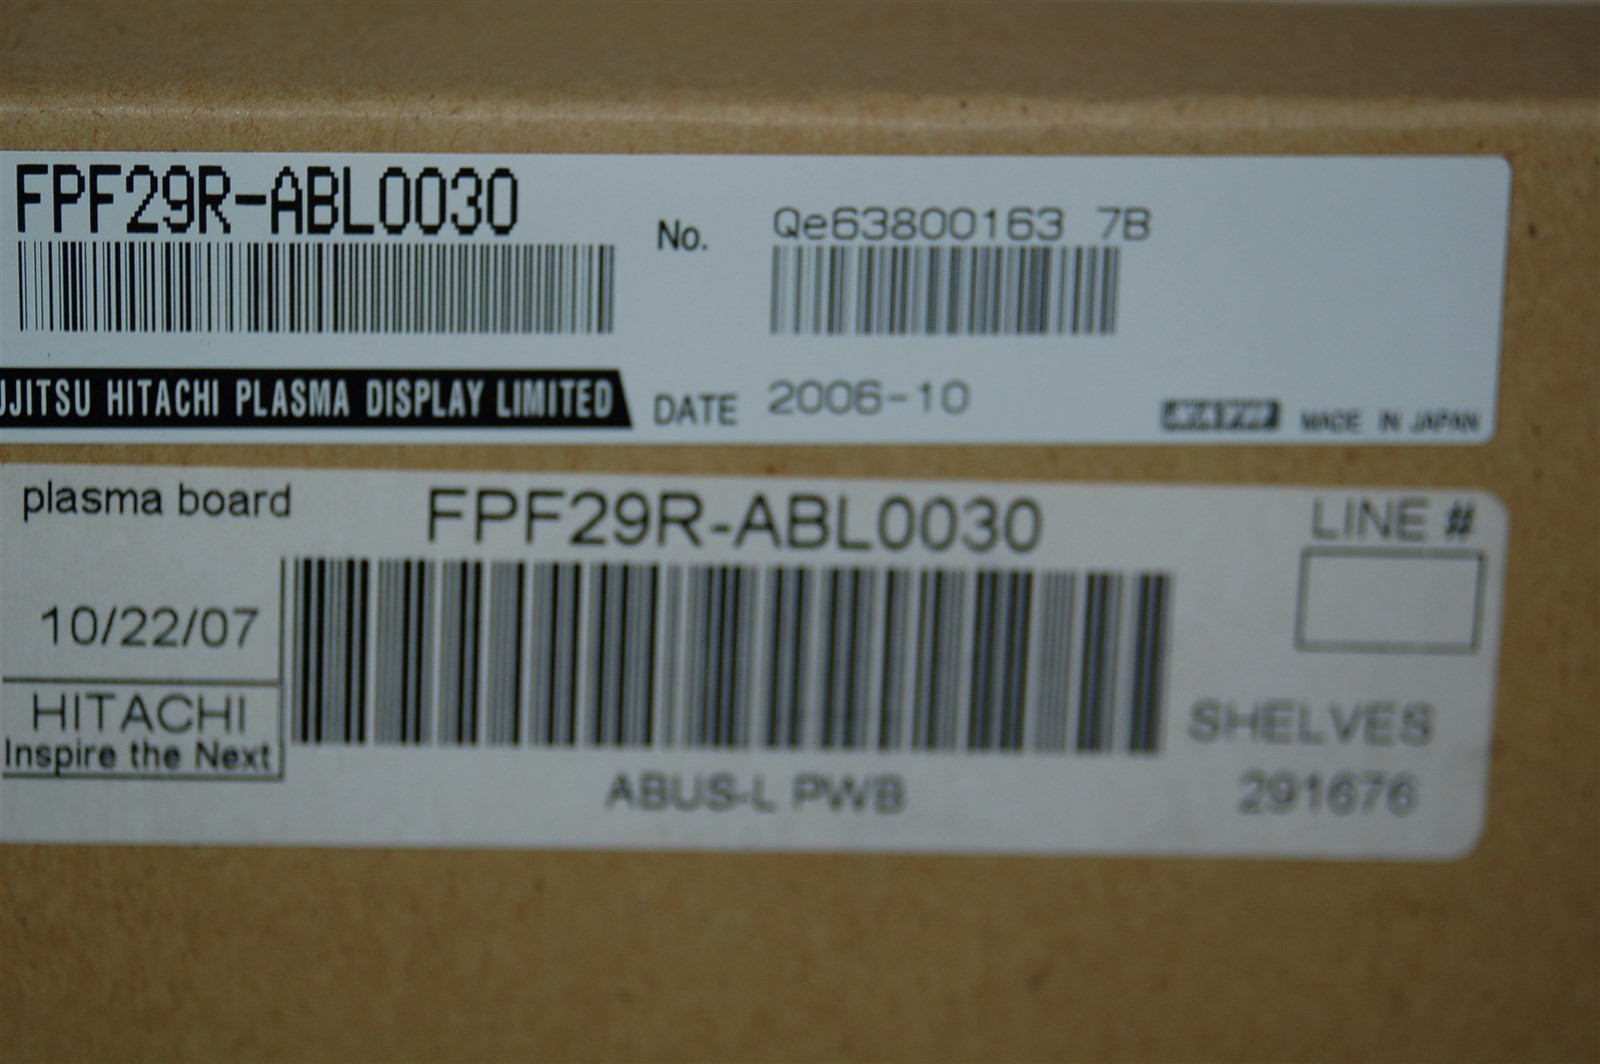 FPF29R-ABL0030
No. Qe63800163 7B
UJITSU HITACHI PLASMA DISPLAY LIMITED
DATE 2006-10
MADE IN JAPAN
plasma board
FPF29R-ABL0030
LINE #
10/22/07
HITACHI
Inspire the Next
SHELVES
ABUS-L PWB
291676